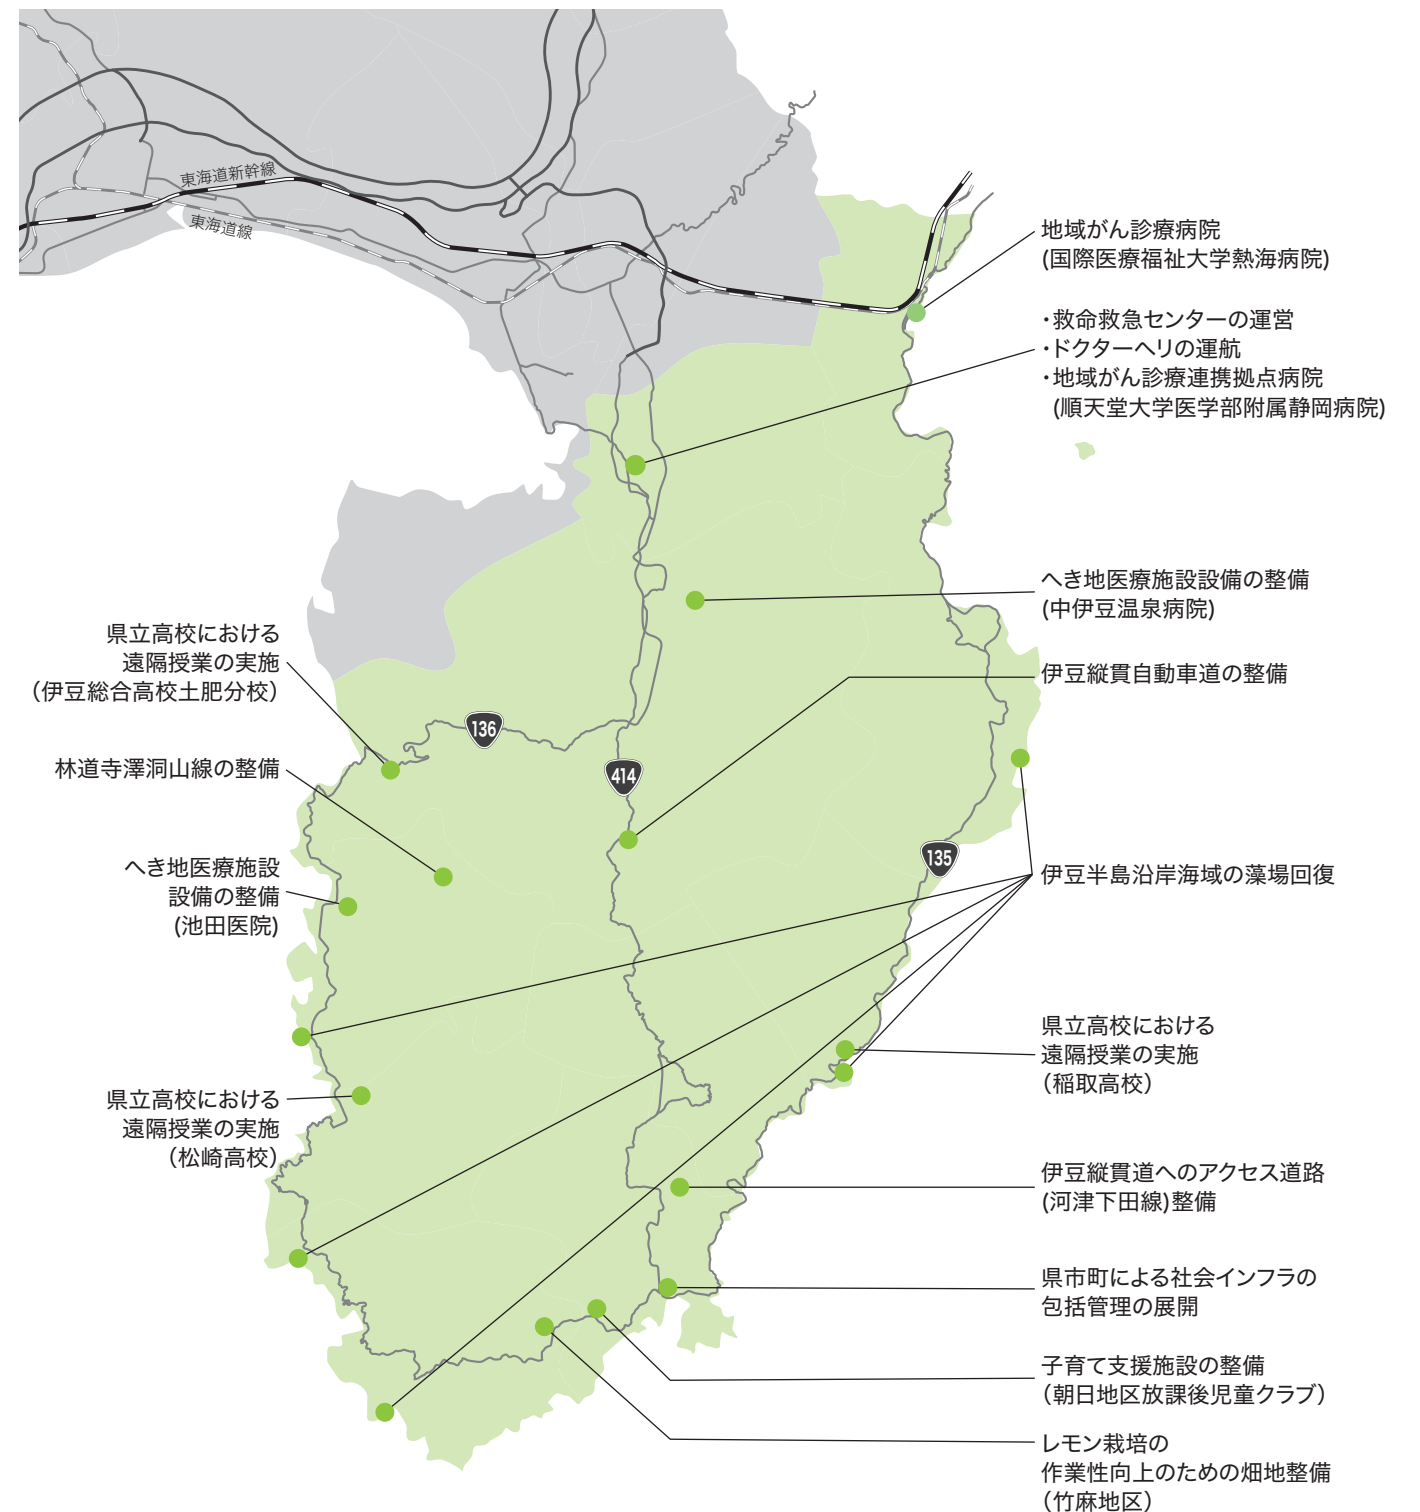 東海道新幹線
東海道線
地域がん診療病院
(国際医療福祉大学熱海病院)
・救命救急センターの運営
・ドクターヘリの運航
・地域がん診療連携拠点病院
(順天堂大学医学部附属静岡病院)
へき地医療施設設備の整備
(中伊豆温泉病院)
県立高校における
遠隔授業の実施
（伊豆総合高校土肥分校）
伊豆縦貫自動車道の整備
136
林道寺澤洞山線の整備
414
135
へき地医療施設
設備の整備
(池田医院)
伊豆半島沿岸海域の藻場回復
県立高校における
遠隔授業の実施
（稲取高校）
県立高校における
遠隔授業の実施
（松崎高校）
伊豆縦貫道へのアクセス道路
(河津下田線)整備
県市町による社会インフラの
包括管理の展開
子育て支援施設の整備
（朝日地区放課後児童クラブ）
レモン栽培の
作業性向上のための畑地整備
（竹麻地区）